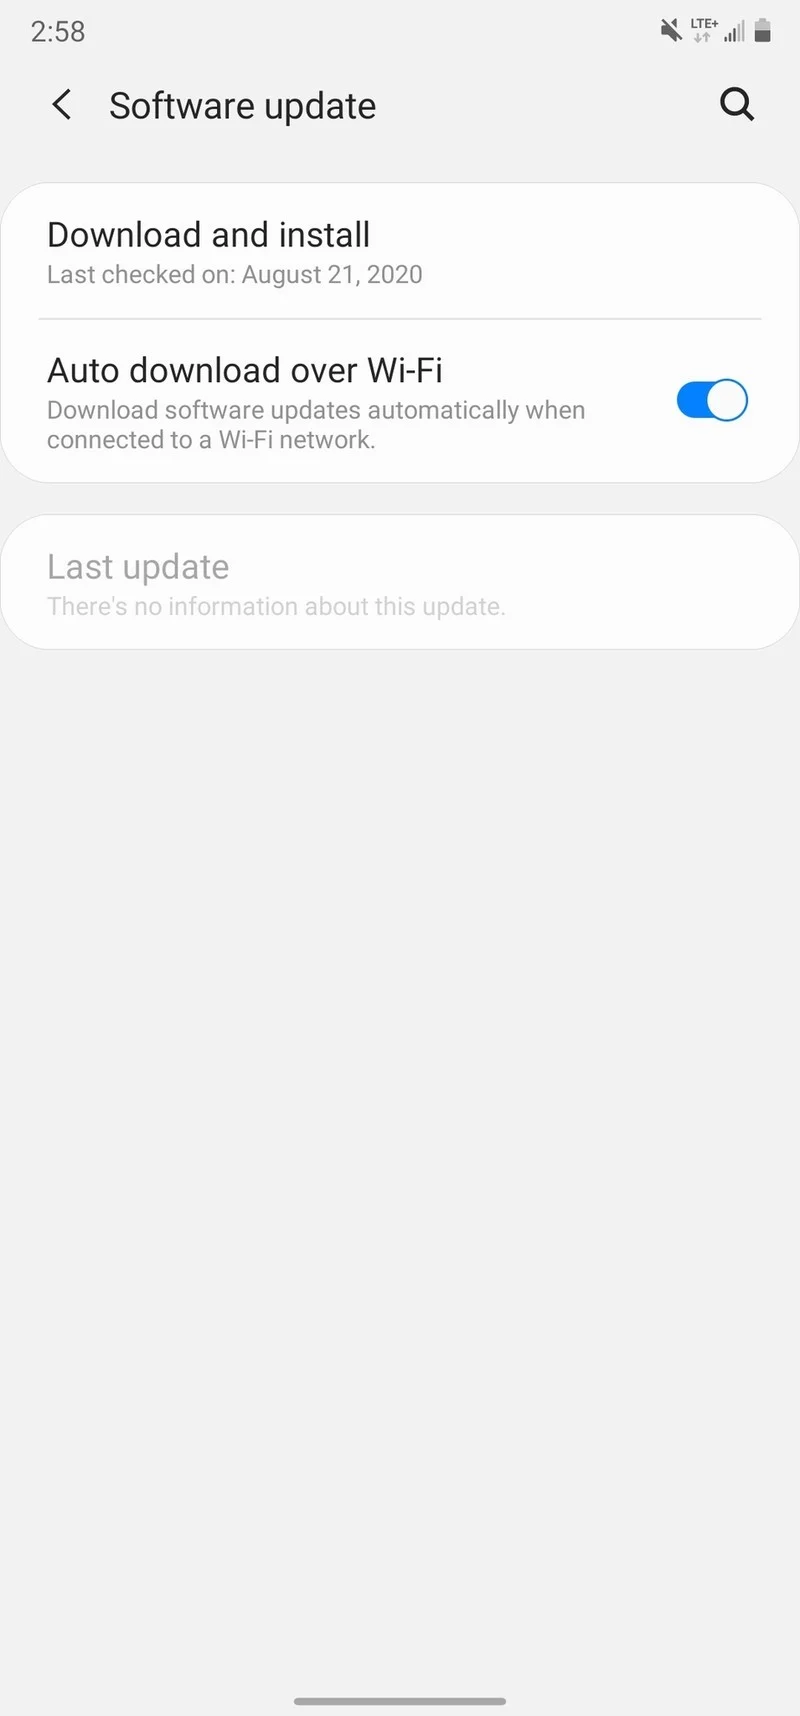 2:58
LTE+
Software update
Download and install
Last checked on: August 21, 2020
Auto download over Wi-Fi
Download software updates automatically when
connected to a Wi-Fi network.
Last update
There's no information about this update.